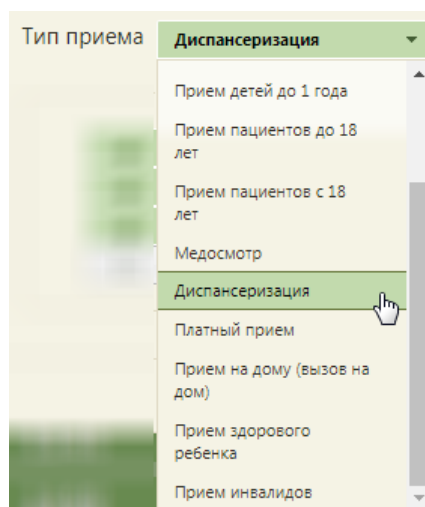 Тип приема Диспансеризация
Прием детей до 1 года
Прием пациентов до 18
лет
Прием пациентов с 18
лет
Медосмотр
Диспансеризация
Платный прием
Прием на дому (вызов на
дом)
Прием здорового
ребенка
Прием инвалидов